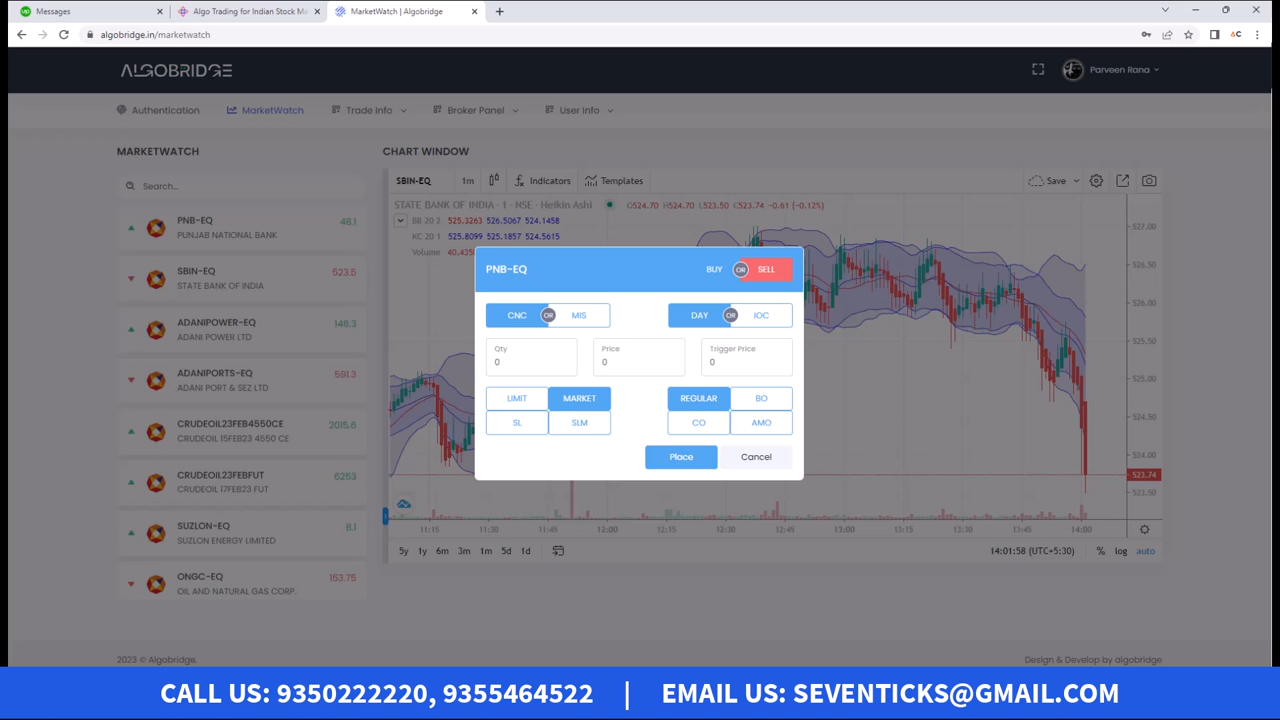 Messages
Algo Trading for Indian Stock Ma
MarketWatch | Algobridge
algobridge.in/marketwatch
ALGOBRIDGE
Parveen Rana
Authentication
MarketWatch
Trade Info
Broker Panel
User Info
MARKETWATCH
CHART WINDOW
Search...
SBIN-EQ
1m
Indicators
Templates
Save
STATE BANK OF INDIA · 1 · NSE · Heikin Ashi
O524.70 H524.70 L523.50 C523.74 -0.61 (-0.12%)
BB 20 2 525.3263 526.5067 524.1458
KC 20 1 525.8099 525.1857 524.5615
Volume 40.435
PNB-EQ 48.1
PUNJAB NATIONAL BANK
SBIN-EQ 523.5
STATE BANK OF INDIA
ADANIPOWER-EQ 146.3
ADANI POWER LTD
ADANIPORTS-EQ 591.3
ADANI PORT & SEZ LTD
CRUDEOIL23FEB4550CE 2015.6
CRUDEOIL 15FEB23 4550 CE
CRUDEOIL23FEBFUT 6253
CRUDEOIL 17FEB23 FUT
SUZLON-EQ 8.1
SUZLON ENERGY LIMITED
ONGC-EQ 153.75
OIL AND NATURAL GAS CORP.
PNB-EQ
BUY OR SELL
CNC OR MIS
DAY OR IOC
Qty
0
Price
0
Trigger Price
0
LIMIT MARKET
SL SLM
REGULAR BO
CO AMO
Place
Cancel
527.00
526.50
526.00
525.50
525.00
524.50
524.00
523.74
523.50
11:15 11:30 11:45 12:00 12:15 12:30 12:45 13:00 13:15 13:30 13:45 14:00
5y 1y 6m 3m 1m 5d 1d
14:01:58 (UTC+5:30)
% log auto
2023 © Algobridge.
Design & Develop by algobridge
CALL US: 9350222220, 9355464522 | EMAIL US: SEVENTICKS@GMAIL.COM